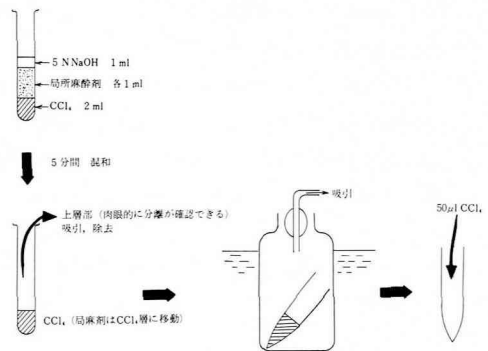 5 N NaOH 1 ml
局所麻酔剤 各1 ml
CCl₄ 2 ml
5分間 混和
上層部（肉眼的に分離が確認できる）
吸引，除去
CCl₄（局麻剤はCCl₄層に移動）
吸引
50μl CCl₄